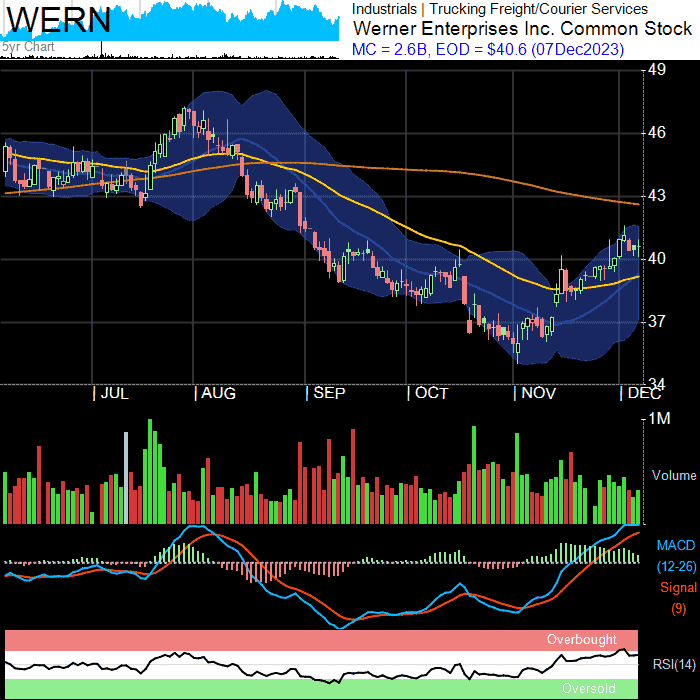 WERN
5yr Chart
Industrials | Trucking Freight/Courier Services
Werner Enterprises Inc. Common Stock
MC = 2.6B, EOD = $40.6 (07Dec2023)
49
46
43
40
37
34
| JUL | AUG | SEP | OCT | NOV | DEC
1M
Volume
MACD
(12-26)
Signal
(9)
Overbought
RSI(14)
Oversold